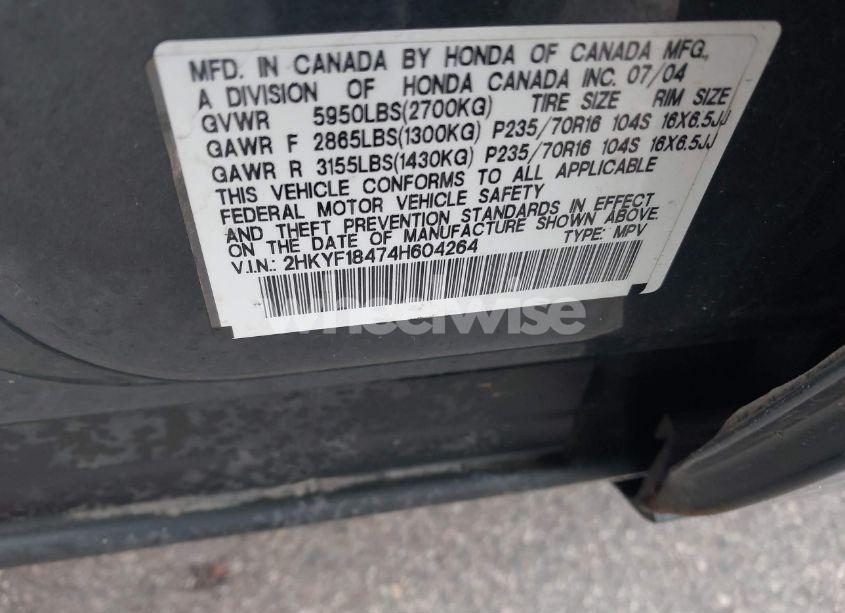 MFD. IN CANADA BY HONDA OF CANADA MFG.,
A DIVISION OF HONDA CANADA INC. 07/04
GVWR 5950LBS(2700KG) TIRE SIZE RIM SIZE
GAWR F 2865LBS(1300KG) P235/70R16 104S 16X6.5JJ
GAWR R 3155LBS(1430KG) P235/70R16 104S 16X6.5JJ
THIS VEHICLE CONFORMS TO ALL APPLICABLE
FEDERAL MOTOR VEHICLE SAFETY
AND THEFT PREVENTION STANDARDS IN EFFECT
ON THE DATE OF MANUFACTURE SHOWN ABOVE.
V.I.N.: 2HKYF18474H604264 TYPE: MPV
wheelwise